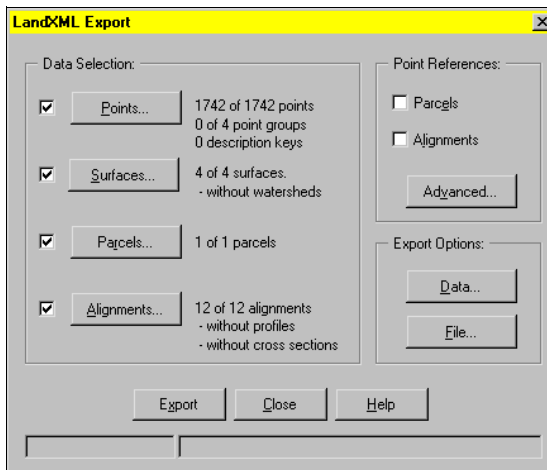 LandXML Export
Data Selection:
Points...
1742 of 1742 points
0 of 4 point groups
0 description keys
Surfaces...
4 of 4 surfaces.
- without watersheds
Parcels...
1 of 1 parcels
Alignments...
12 of 12 alignments
- without profiles
- without cross sections
Point References:
Parcels
Alignments
Advanced...
Export Options:
Data...
File...
Export
Close
Help